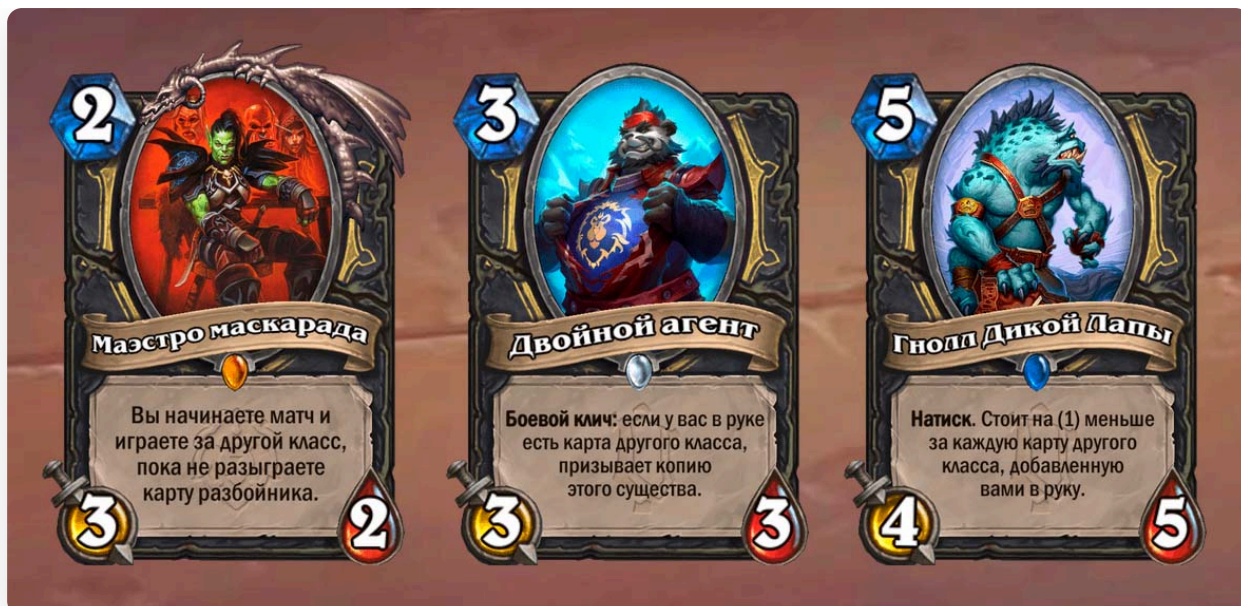 2
Маэстро маскарада
Вы начинаете матч и
играете за другой класс,
пока не разыграете
карту разбойника.
3
2
3
Двойной агент
Боевой клич: если у вас в руке
есть карта другого класса,
призывает копию
этого существа.
3
3
5
Гнолл Дикой Лапы
Натиск. Стоит на (1) меньше
за каждую карту другого
класса, добавленную
вами в руку.
4
5